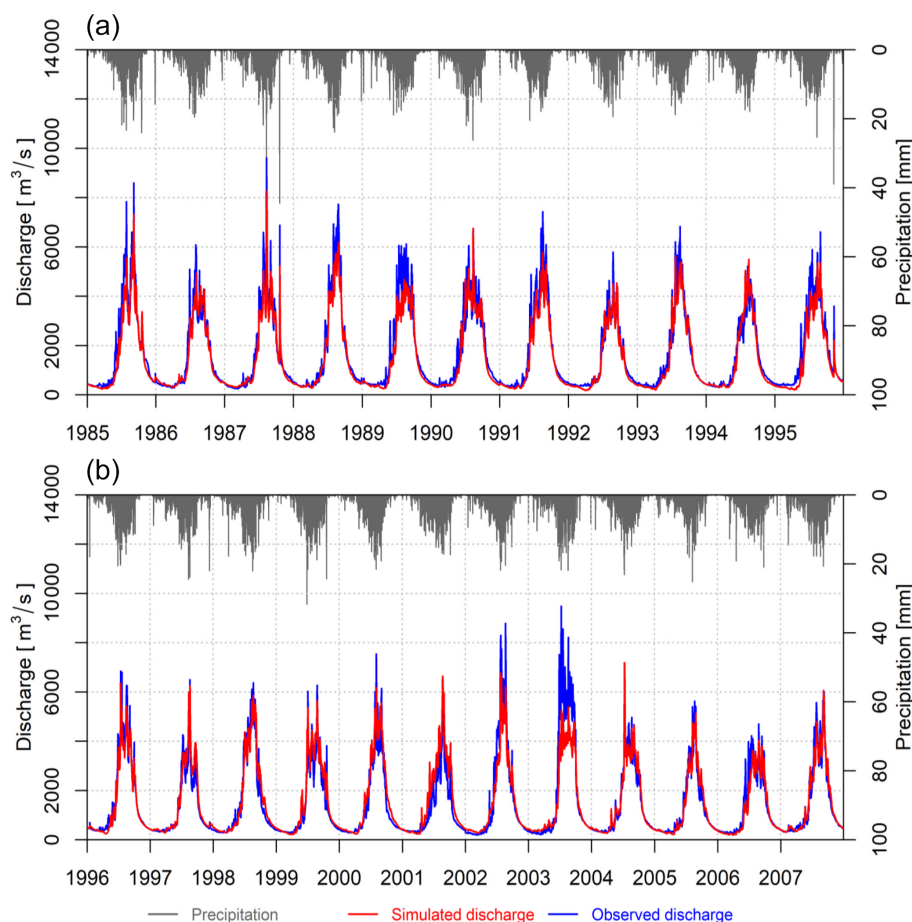 (a)
14000
10000
6000
2000
0
Discharge [ m³/s ]
0
20
40
60
80
100
Precipitation [mm]
1985 1986 1987 1988 1989 1990 1991 1992 1993 1994 1995
(b)
14000
10000
6000
2000
0
Discharge [ m³/s ]
0
20
40
60
80
100
Precipitation [mm]
1996 1997 1998 1999 2000 2001 2002 2003 2004 2005 2006 2007
Precipitation Simulated discharge Observed discharge